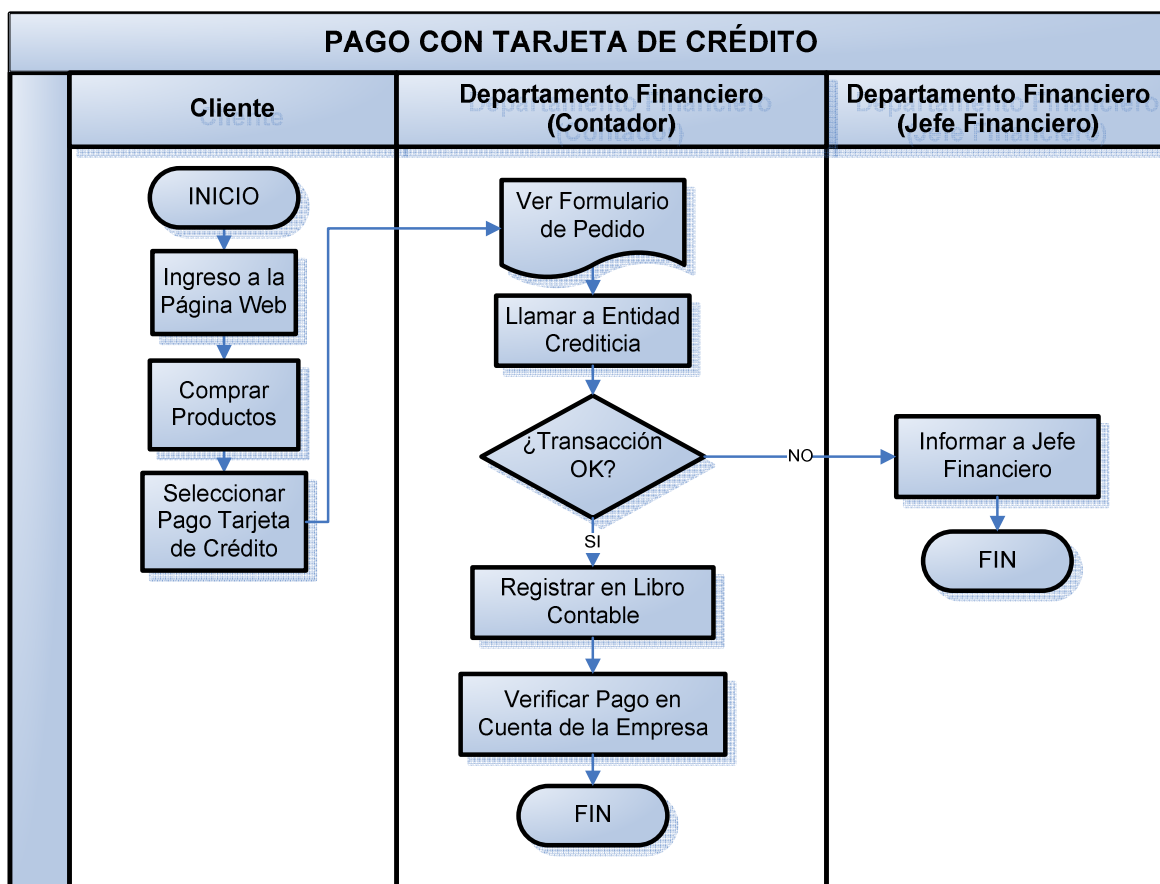 PAGO CON TARJETA DE CRÉDITO
Cliente
Departamento Financiero
(Contador)
Departamento Financiero
(Jefe Financiero)
INICIO
Ingreso a la
Página Web
Comprar
Productos
Seleccionar
Pago Tarjeta
de Crédito
Ver Formulario
de Pedido
Llamar a Entidad
Crediticia
¿Transacción
OK?
NO
SI
Registrar en Libro
Contable
Verificar Pago en
Cuenta de la Empresa
FIN
Informar a Jefe
Financiero
FIN